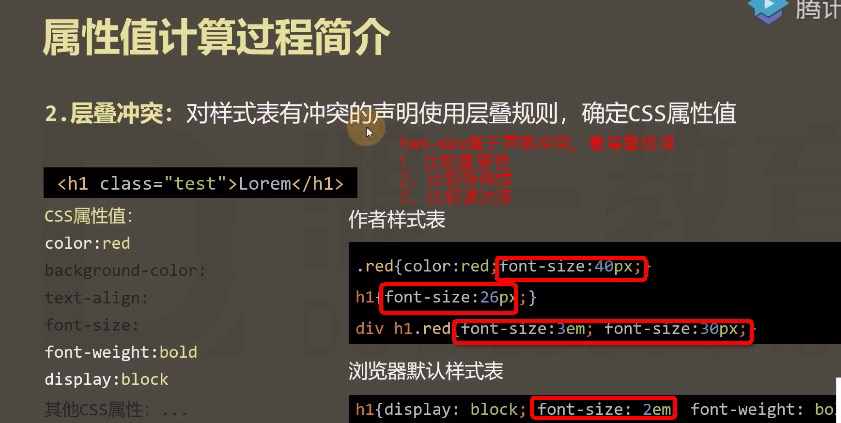 腾计
属性值计算过程简介
2.层叠冲突：对样式表有冲突的声明使用层叠规则，确定CSS属性值
font-size属于声明冲突，看层叠规律
1，比较重要性
2，比较特殊性
3，比较源次序
<h1 class="test">Lorem</h1>
CSS属性值：
color:red
background-color:
text-align:
font-size:
font-weight:bold
display:block
其他CSS属性：...
作者样式表
.red{color:red;font-size:40px;}
h1{font-size:26px;}
div h1.red{font-size:3em; font-size:30px;}
浏览器默认样式表
h1{display: block; font-size: 2em; font-weight: bo